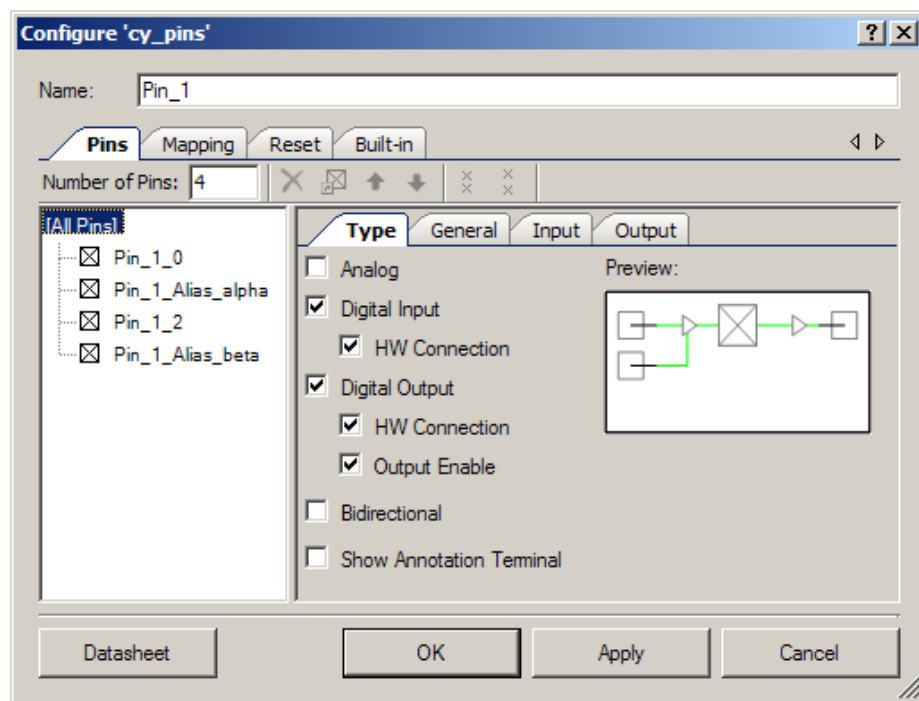 Configure 'cy_pins'
Name: Pin_1
Pins Mapping Reset Built-in
Number of Pins: 4
[All Pins]
Pin_1_0
Pin_1_Alias_alpha
Pin_1_2
Pin_1_Alias_beta
Type General Input Output
Analog
Preview:
Digital Input
HW Connection
Digital Output
HW Connection
Output Enable
Bidirectional
Show Annotation Terminal
Datasheet OK Apply Cancel